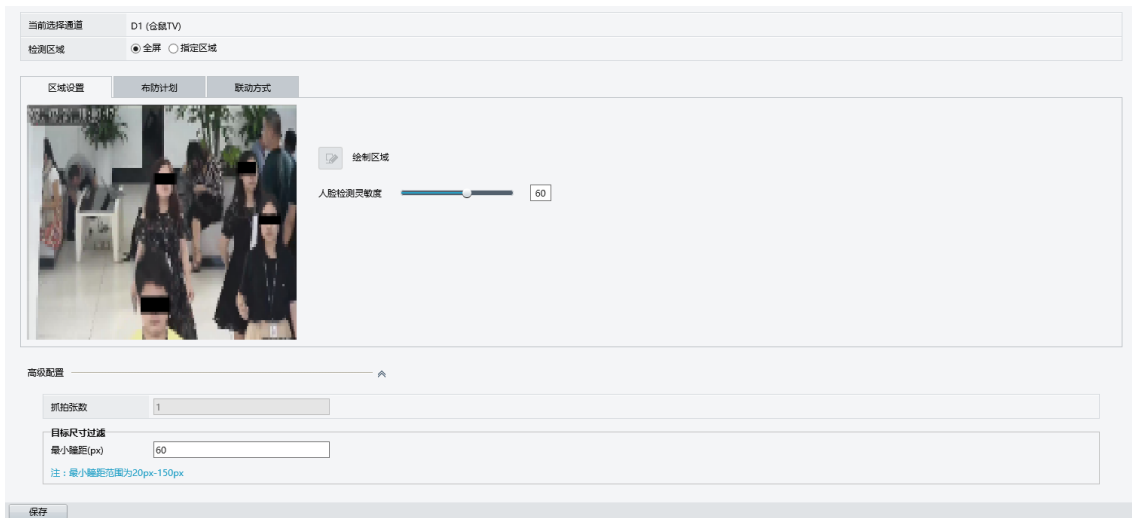 当前选择通道 D1 (仓鼠TV)
检测区域 全屏 指定区域
区域设置 布防计划 联动方式
绘制区域
人脸检测灵敏度 60
高级配置
抓拍张数 1
目标尺寸过滤
最小瞳距(px) 60
注：最小瞳距范围为20px-150px
保存